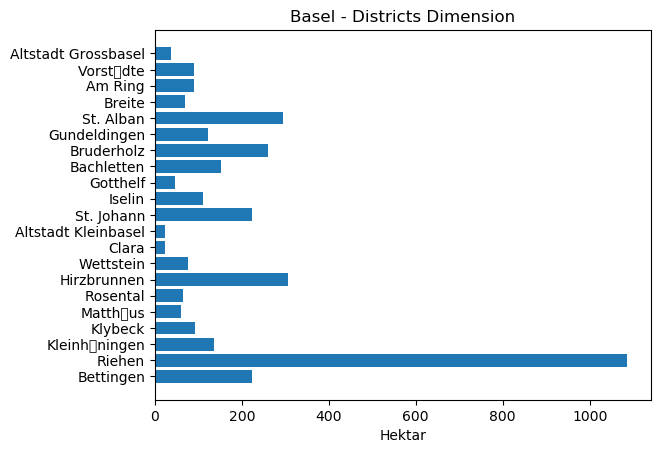 Basel - Districts Dimension
Altstadt Grossbasel
Vorst▯dte
Am Ring
Breite
St. Alban
Gundeldingen
Bruderholz
Bachletten
Gotthelf
Iselin
St. Johann
Altstadt Kleinbasel
Clara
Wettstein
Hirzbrunnen
Rosental
Matth▯us
Klybeck
Kleinh▯ningen
Riehen
Bettingen
0 200 400 600 800 1000
Hektar